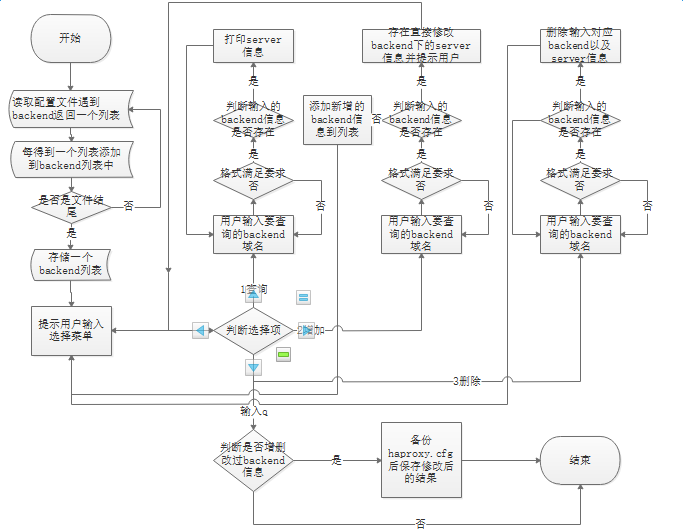 开始
读取配置文件遇到
backend返回一个列表
每得到一个列表添加
到backend列表中
是否是文件结
尾
否
是
存储一个
backend列表
提示用户输入
选择菜单
打印server
信息
是
判断输入的
backend信息
是否存在
是
格式满足要求
否
否
用户输入要查
询的backend
域名
1查询
判断选择项
2增加
3删除
输入q
添加新增的
backend信
息到列表
否
存在直接修改
backend下的server
信息并提示用户
是
判断输入的
backend信息
是否存在
是
格式满足要求
否
否
用户输入要查
询的backend
域名
删除输入对应
backend以及
server信息
是
判断输入的
backend信息
是否存在
是
格式满足要求
否
否
用户输入要查
询的backend
域名
判断是否增删
改过backend
信息
是
备份
haproxy.cfg
后保存修改后
的结果
结束
否